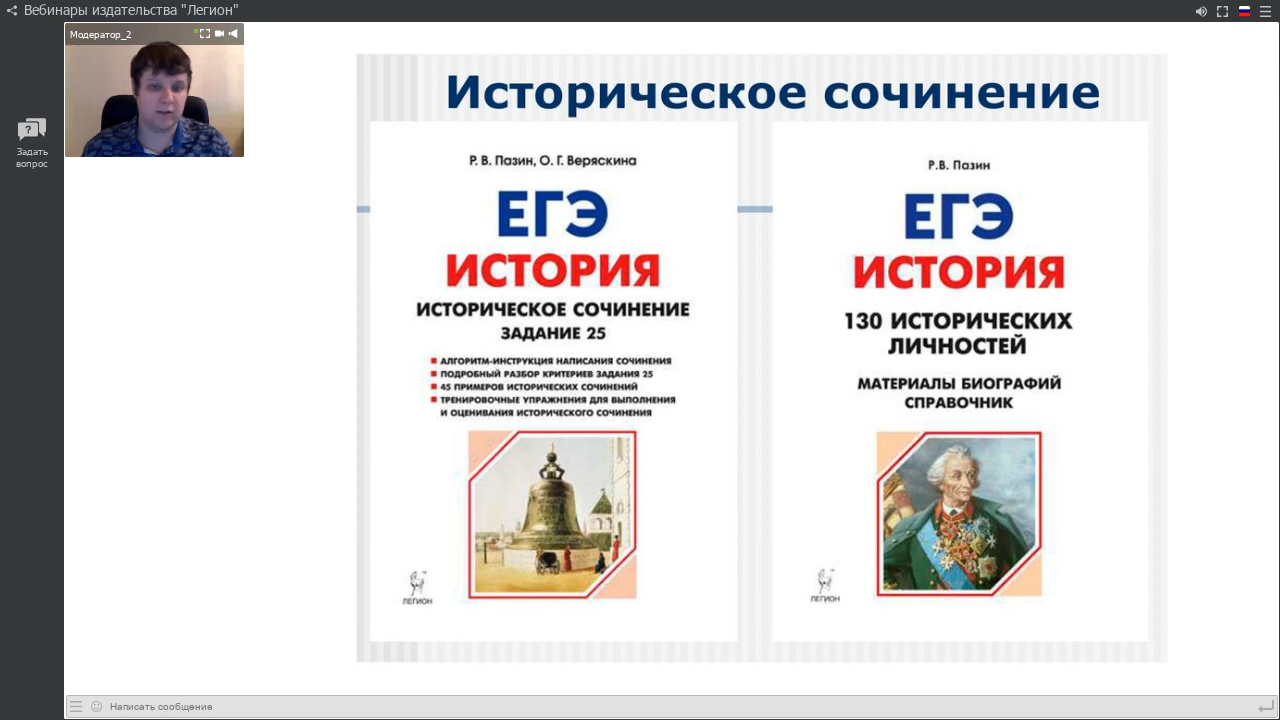 Вебинары издательства "Легион"
Модератор_2
Задать
вопрос
Историческое сочинение
Р. В. Пазин, О. Г. Веряскина
ЕГЭ
ИСТОРИЯ
ИСТОРИЧЕСКОЕ СОЧИНЕНИЕ
ЗАДАНИЕ 25
АЛГОРИТМ-ИНСТРУКЦИЯ НАПИСАНИЯ СОЧИНЕНИЯ
ПОДРОБНЫЙ РАЗБОР КРИТЕРИЕВ ЗАДАНИЯ 25
45 ПРИМЕРОВ ИСТОРИЧЕСКИХ СОЧИНЕНИЙ
ТРЕНИРОВОЧНЫЕ УПРАЖНЕНИЯ ДЛЯ ВЫПОЛНЕНИЯ
И ОЦЕНИВАНИЯ ИСТОРИЧЕСКОГО СОЧИНЕНИЯ
ЛЕГИОН
Р.В. Пазин
ЕГЭ
ИСТОРИЯ
130 ИСТОРИЧЕСКИХ
ЛИЧНОСТЕЙ
МАТЕРИАЛЫ БИОГРАФИЙ
СПРАВОЧНИК
ЛЕГИОН
Написать сообщение